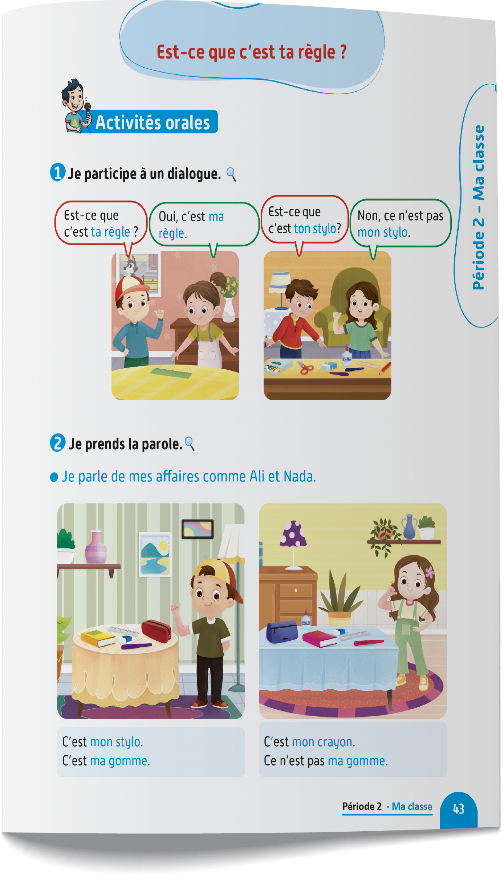 Est-ce que c'est ta règle ?
Activités orales
1 Je participe à un dialogue.
Est-ce que
c'est ta règle ?
Oui, c'est ma
règle.
Est-ce que
c'est ton stylo?
Non, ce n'est pas
mon stylo.
2 Je prends la parole.
● Je parle de mes affaires comme Ali et Nada.
C'est mon stylo.
C'est ma gomme.
C'est mon crayon.
Ce n'est pas ma gomme.
Période 2 - Ma classe
Période 2 - Ma classe
43